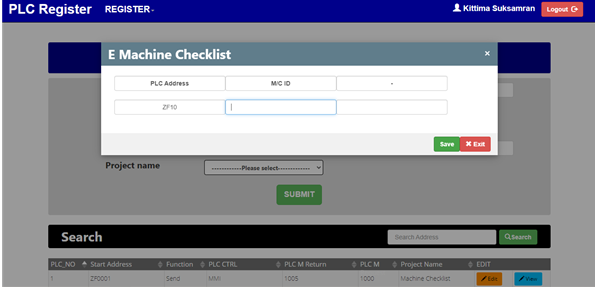 PLC Register REGISTER Kittima Suksamran Logout
E Machine Checklist ×
PLC Address M/C ID -
ZF10
Save Exit
Project name ------------Please select-------------
SUBMIT
Search Search Address Search
PLC_NO Start Address Function PLC CTRL PLC M Return PLC M Project Name EDIT
1 ZF0001 Send MMI 1005 1000 Machine Checklist Edit View